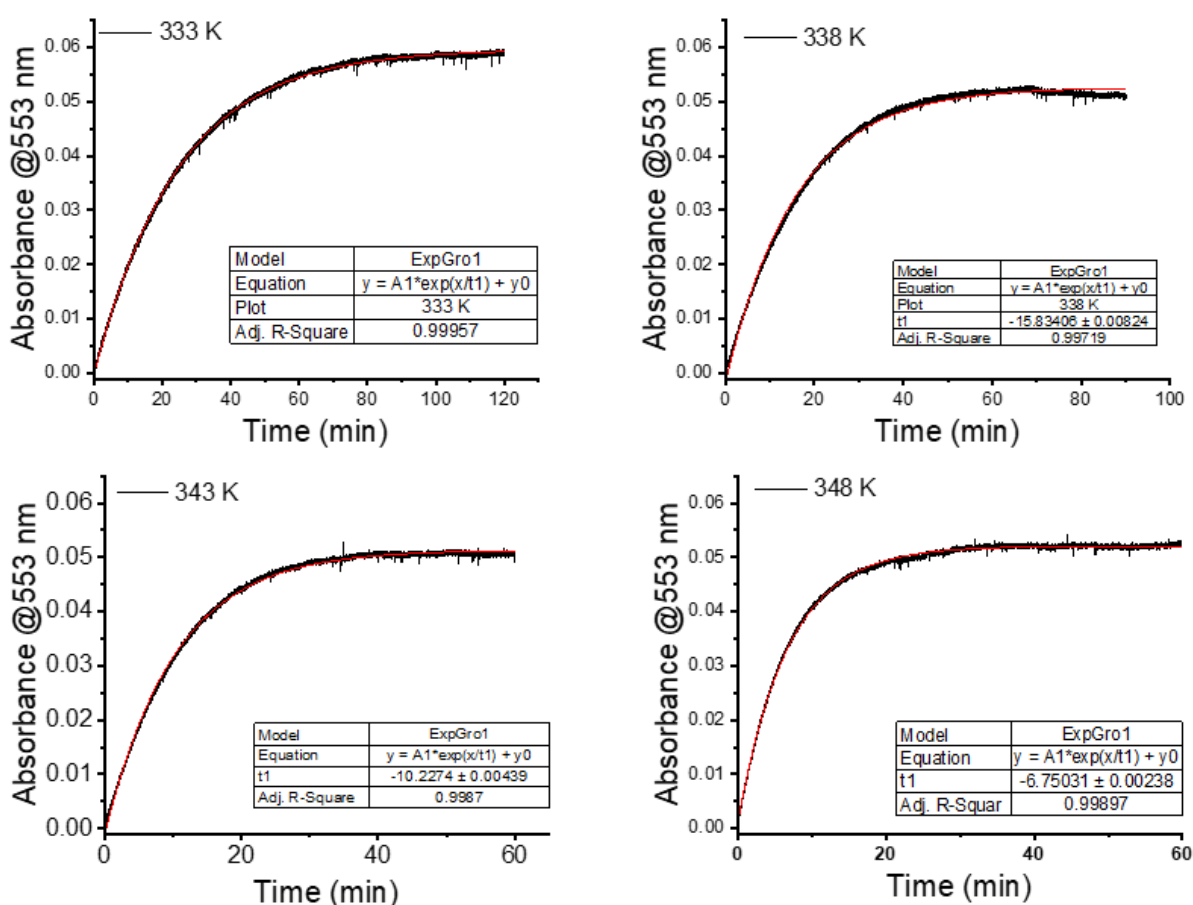 333 K
Absorbance @553 nm
0.06
0.05
0.04
0.03
0.02
0.01
0.00
Model ExpGro1
Equation y = A1*exp(x/t1) + y0
Plot 333 K
Adj. R-Square 0.99957
0 20 40 60 80 100 120
Time (min)
338 K
Absorbance @553 nm
0.06
0.05
0.04
0.03
0.02
0.01
0.00
Model ExpGro1
Equation y = A1*exp(x/t1) + y0
Plot 338 K
t1 -15.83406 ± 0.00824
Adj. R-Square 0.99719
0 20 40 60 80 100
Time (min)
343 K
Absorbance @553 nm
0.06
0.05
0.04
0.03
0.02
0.01
0.00
Model ExpGro1
Equation y = A1*exp(x/t1) + y0
t1 -10.2274 ± 0.00439
Adj. R-Square 0.9987
0 20 40 60
Time (min)
348 K
Absorbance @553 nm
0.06
0.05
0.04
0.03
0.02
0.01
0.00
Model ExpGro1
Equation y = A1*exp(x/t1) + y0
t1 -6.75031 ± 0.00238
Adj. R-Squar 0.99897
0 20 40 60
Time (min)